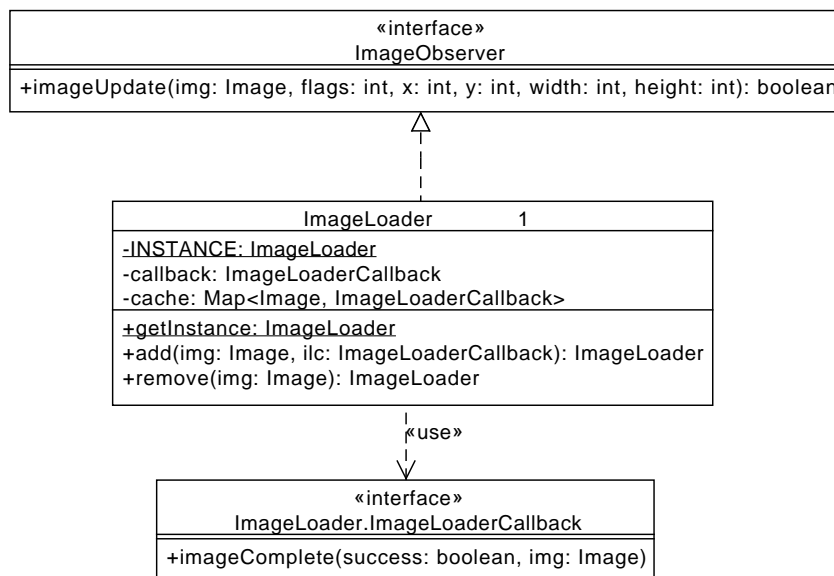 «interface»
ImageObserver
+imageUpdate(img: Image, flags: int, x: int, y: int, width: int, height: int): boolean
ImageLoader 1
-INSTANCE: ImageLoader
-callback: ImageLoaderCallback
-cache: Map<Image, ImageLoaderCallback>
+getInstance: ImageLoader
+add(img: Image, ilc: ImageLoaderCallback): ImageLoader
+remove(img: Image): ImageLoader
«use»
«interface»
ImageLoader.ImageLoaderCallback
+imageComplete(success: boolean, img: Image)